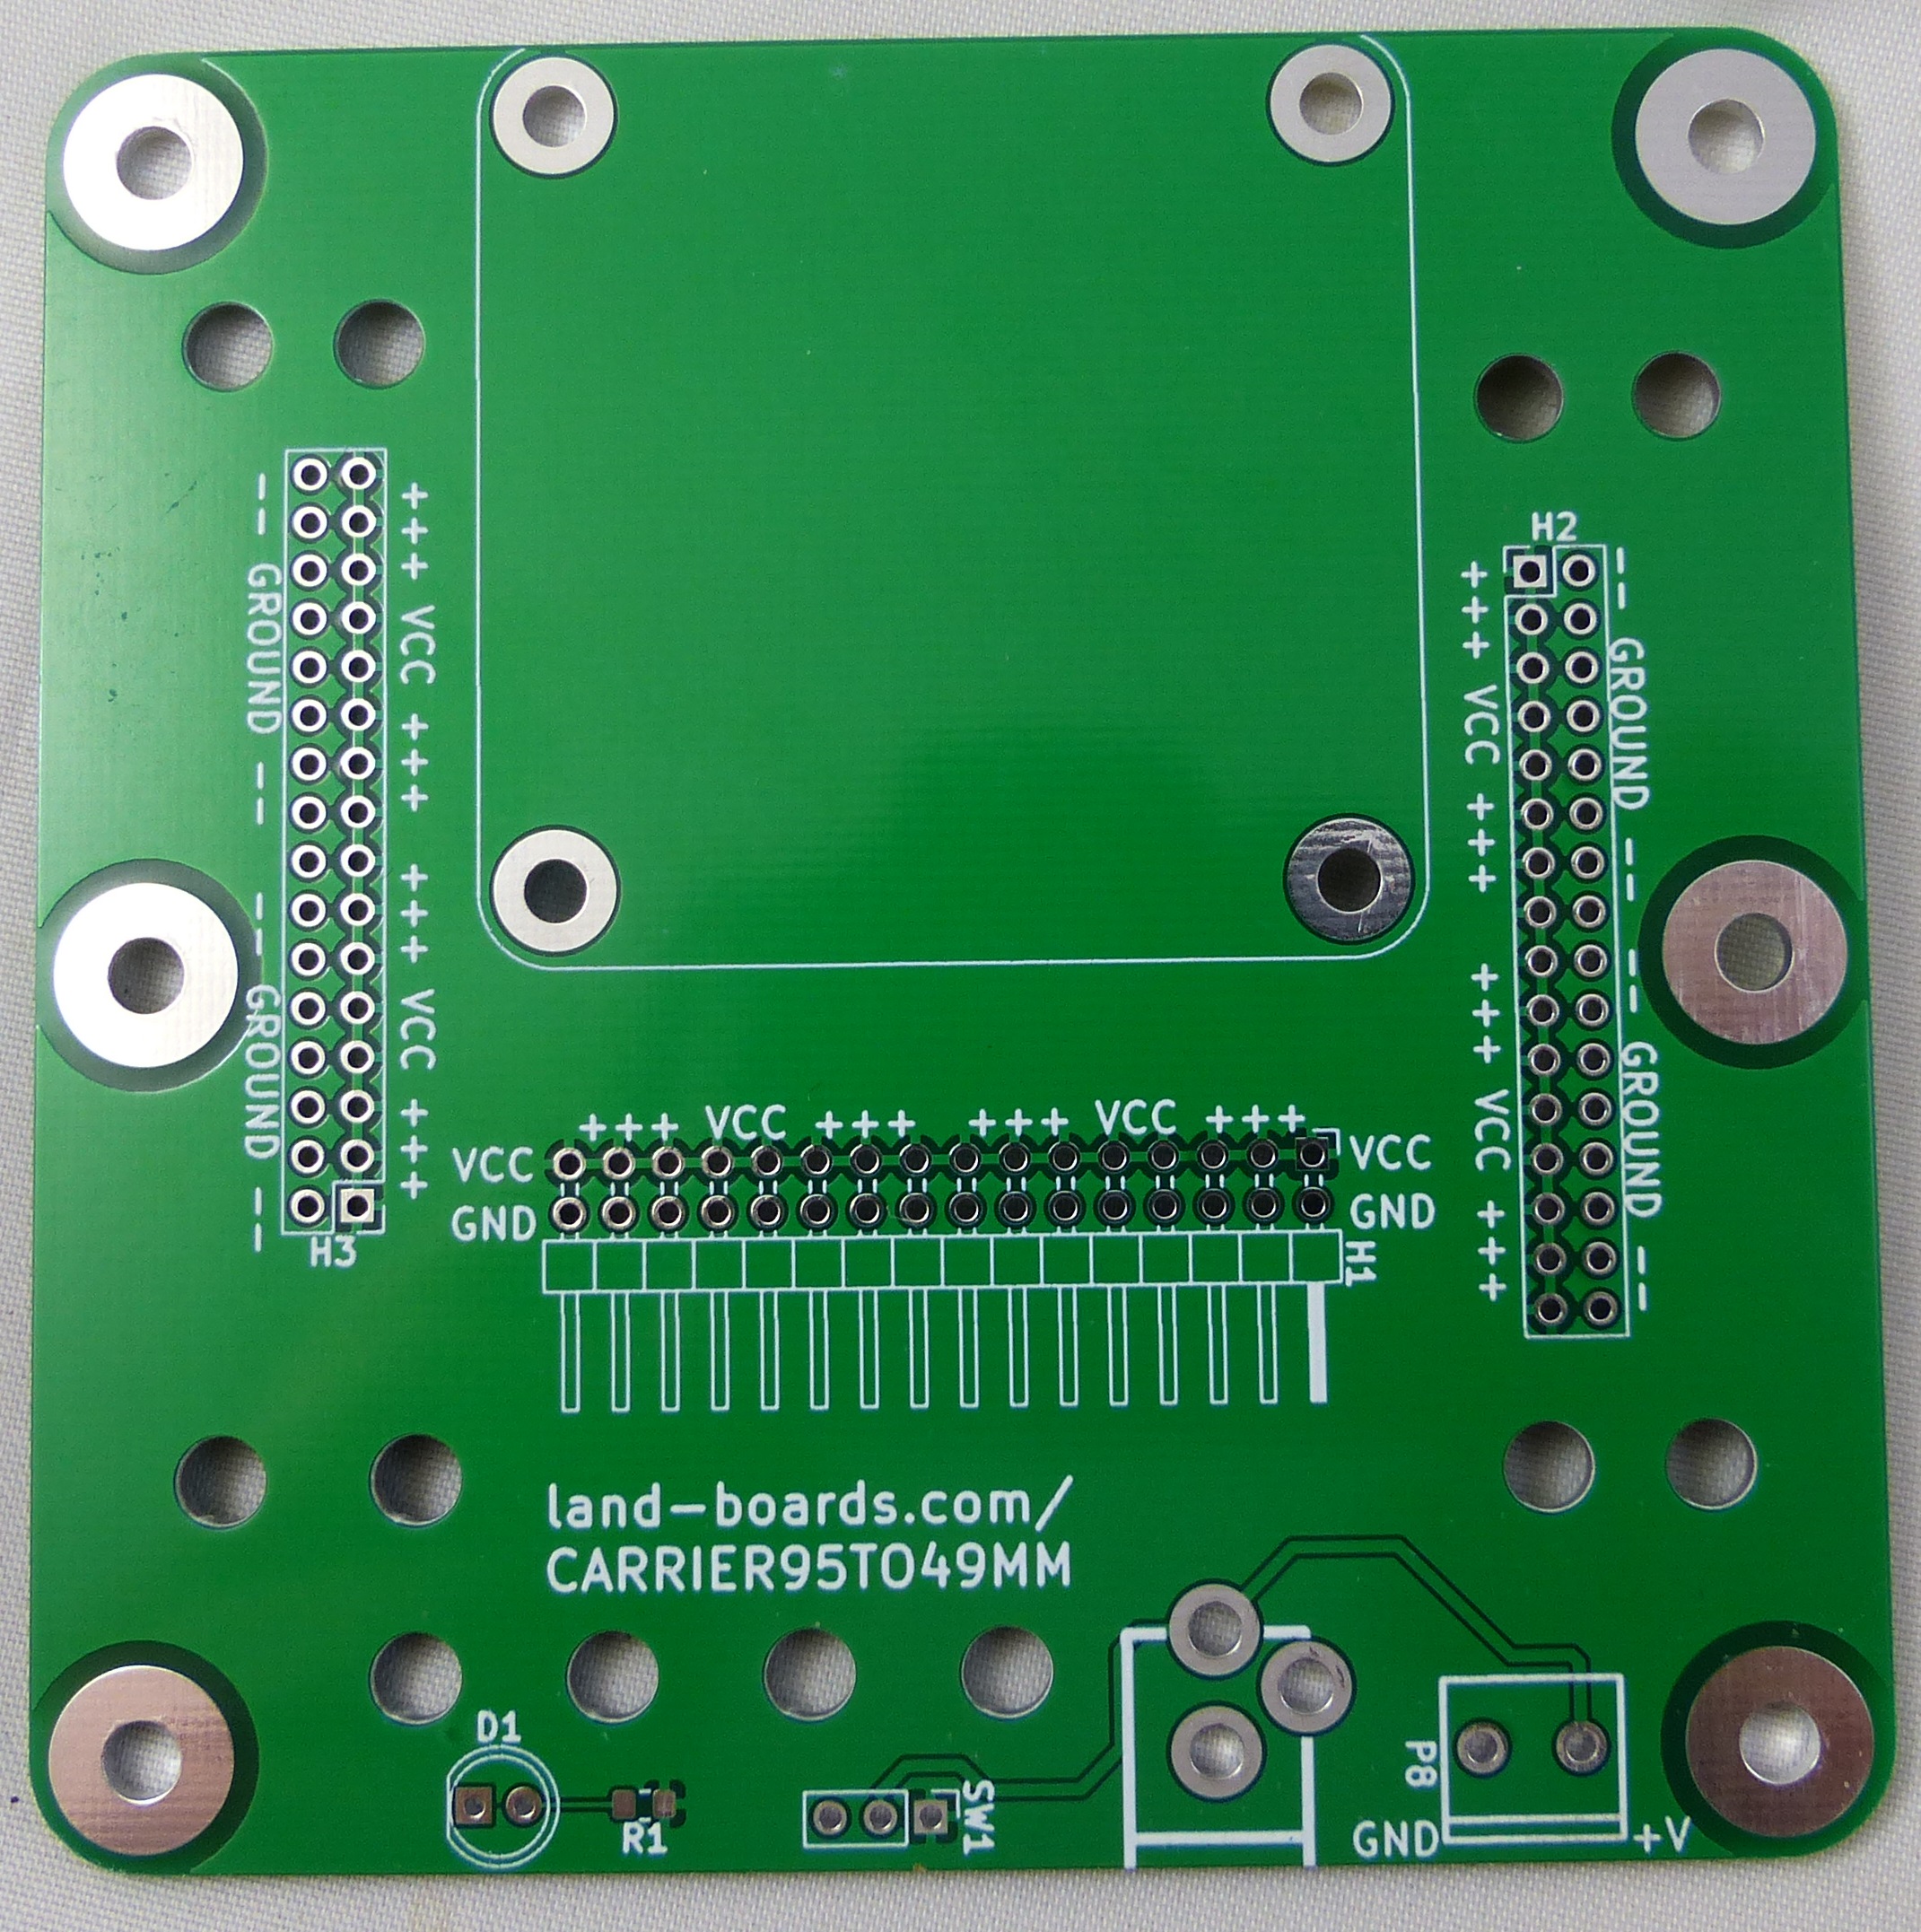 H2
-- GROUND -- -- GROUND --
+++ VCC +++ +++ VCC +++
+++ VCC +++ +++ VCC +++
-- GROUND -- -- GROUND --
H3
+++ VCC +++ +++ VCC +++
VCC VCC
GND GND
H1
land-boards.com/
CARRIER95TO49MM
D1
R1
SW1
P8
GND +V